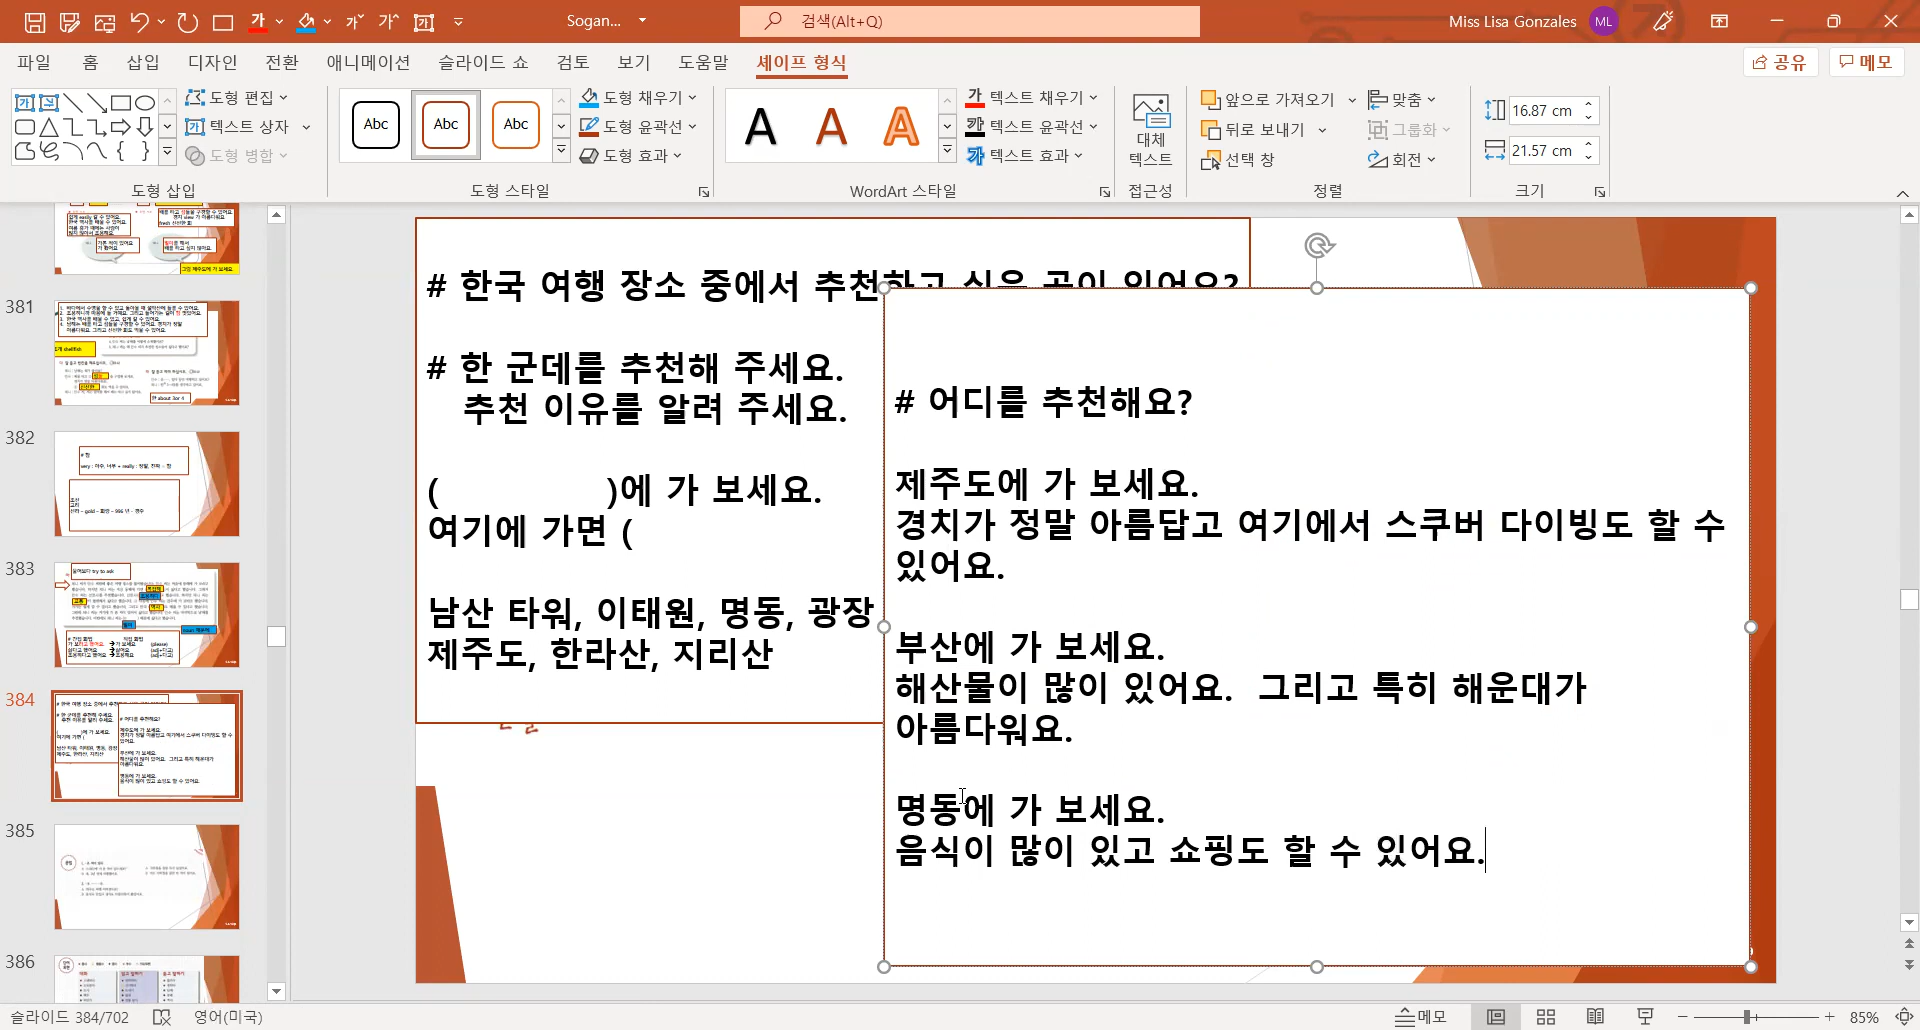 Sogan...
검색(Alt+Q)
Miss Lisa Gonzales
ML
파일 홈 삽입 디자인 전환 애니메이션 슬라이드 쇼 검토 보기 도움말 셰이프 형식
공유 메모
도형 편집
텍스트 상자
도형 병합
도형 삽입
Abc Abc Abc
도형 채우기
도형 윤곽선
도형 효과
도형 스타일
텍스트 채우기
텍스트 윤곽선
텍스트 효과
WordArt 스타일
대체
텍스트
접근성
앞으로 가져오기
뒤로 보내기
선택 창
맞춤
그룹화
회전
정렬
16.87 cm
21.57 cm
크기
381
382
383
384
385
386
# 한국 여행 장소 중에서 추천하고 싶은 곳이 있어요?
# 한 군데를 추천해 주세요.
추천 이유를 알려 주세요.
( )에 가 보세요.
여기에 가면 (
남산 타워, 이태원, 명동, 광장
제주도, 한라산, 지리산
# 어디를 추천해요?
제주도에 가 보세요.
경치가 정말 아름답고 여기에서 스쿠버 다이빙도 할 수
있어요.
부산에 가 보세요.
해산물이 많이 있어요. 그리고 특히 해운대가
아름다워요.
명동에 가 보세요.
음식이 많이 있고 쇼핑도 할 수 있어요.
슬라이드 384/702
영어(미국)
메모
85%